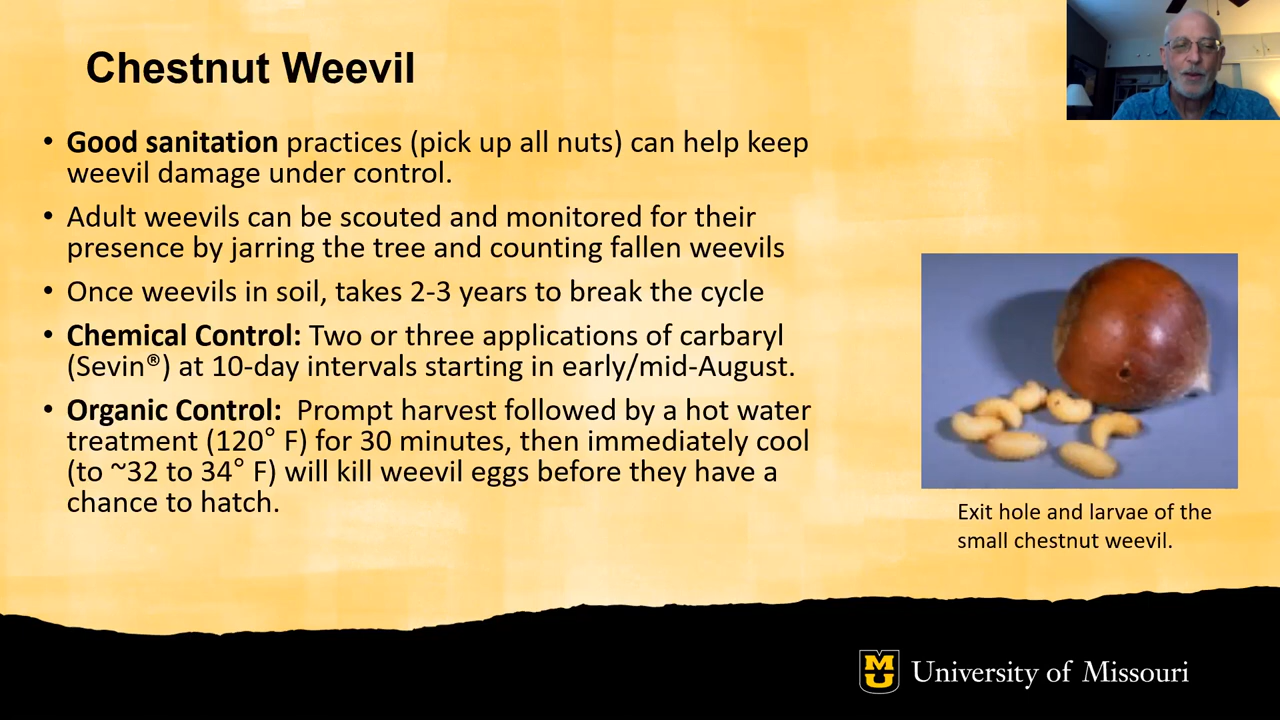 Chestnut Weevil
• Good sanitation practices (pick up all nuts) can help keep
weevil damage under control.
• Adult weevils can be scouted and monitored for their
presence by jarring the tree and counting fallen weevils
• Once weevils in soil, takes 2-3 years to break the cycle
• Chemical Control: Two or three applications of carbaryl
(Sevin®) at 10-day intervals starting in early/mid-August.
• Organic Control:  Prompt harvest followed by a hot water
treatment (120° F) for 30 minutes, then immediately cool
(to ~32 to 34° F) will kill weevil eggs before they have a
chance to hatch.
Exit hole and larvae of the
small chestnut weevil.
MU
University of Missouri